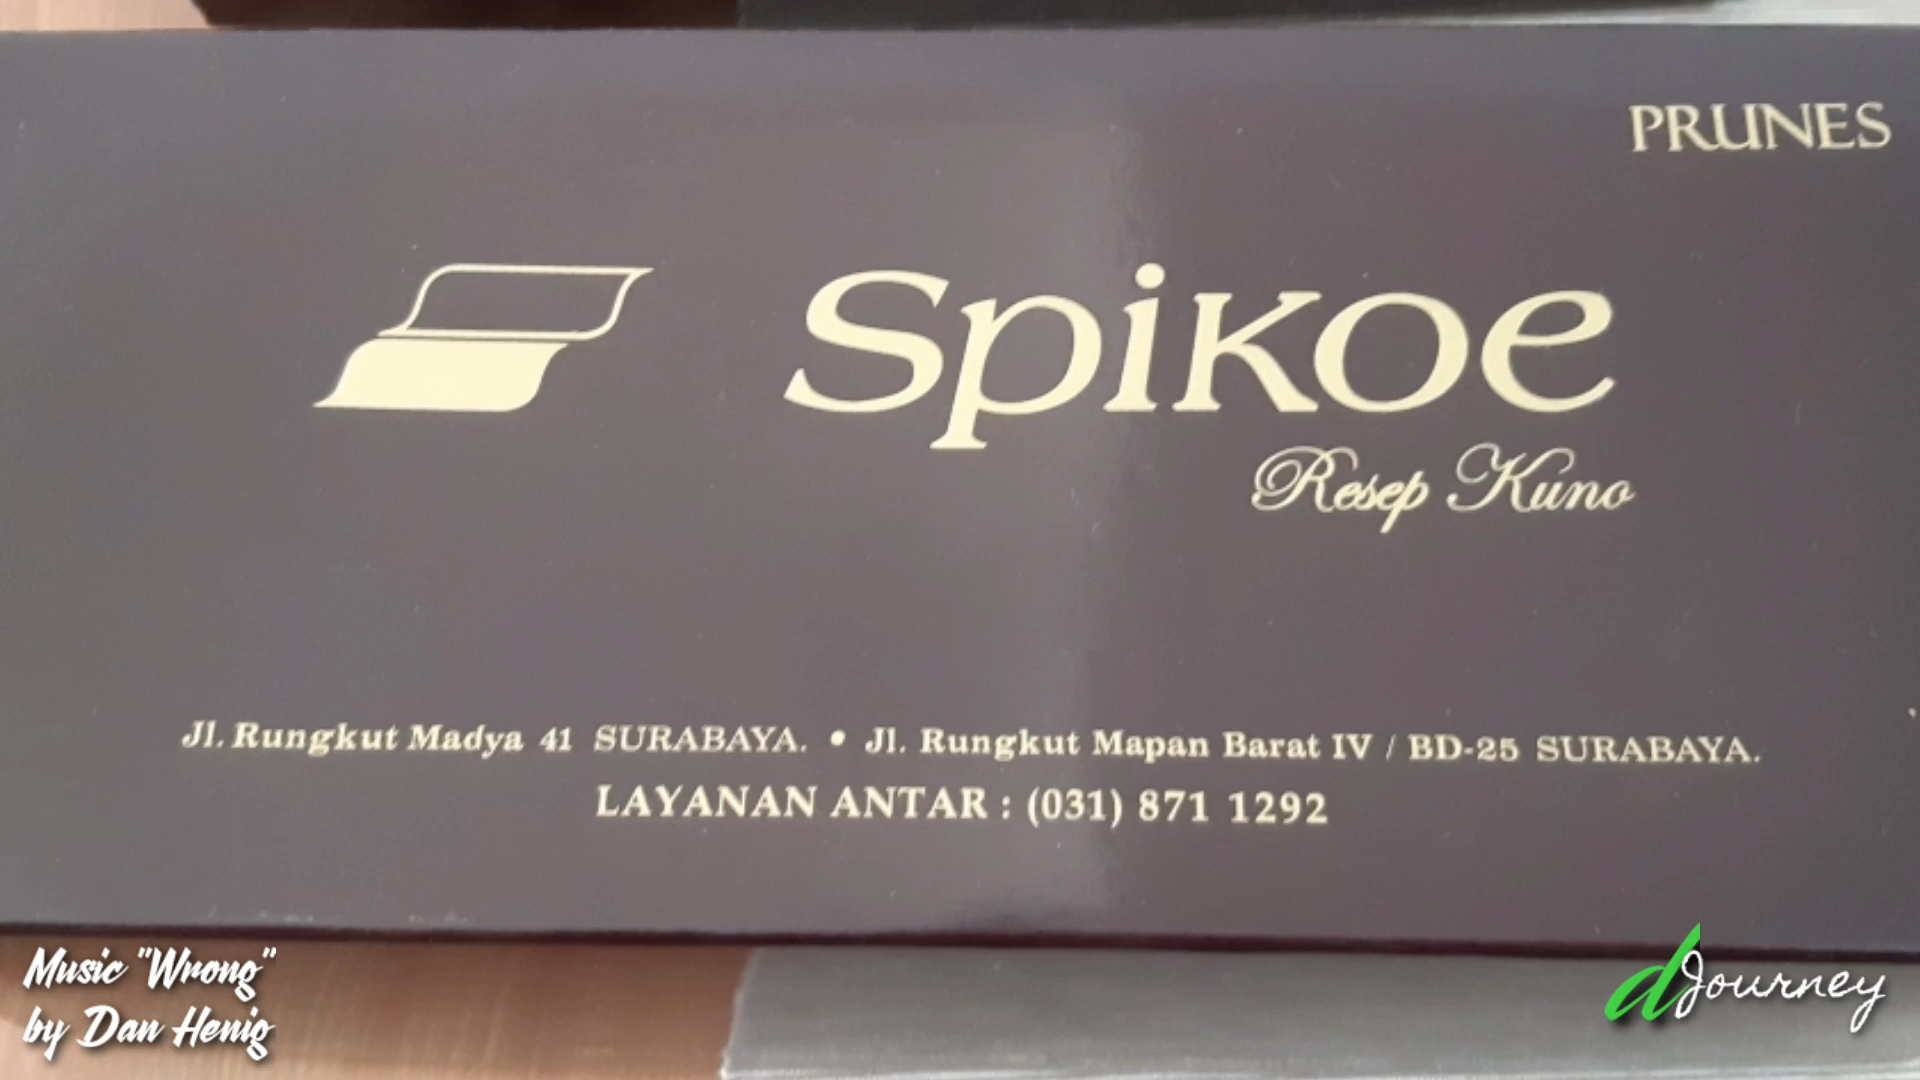 PRUNES
Spikoe
Resep Kuno
Jl. Rungkut Madya 41 SURABAYA. • Jl. Rungkut Mapan Barat IV / BD-25 SURABAYA.
LAYANAN ANTAR : (031) 871 1292
Music "Wrong"
by Dan Henig
dJourney